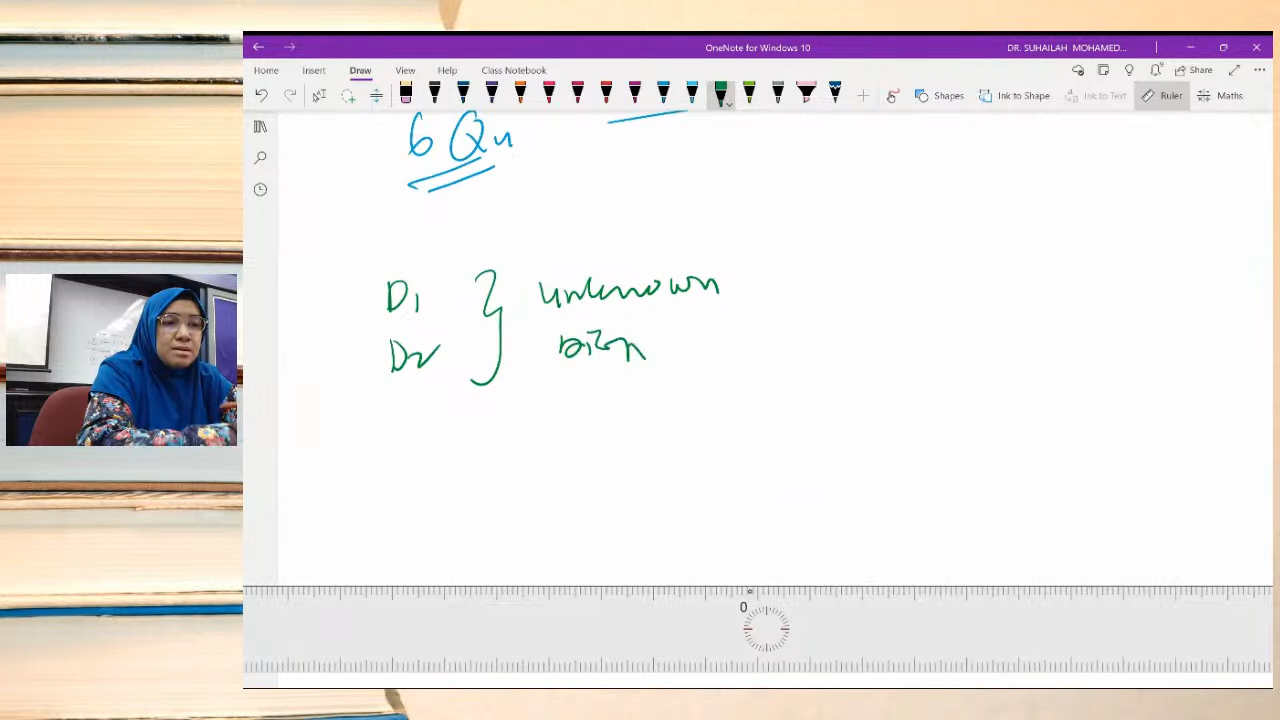 OneNote for Windows 10
DR. SUHAILAH MOHAMED...
Home Insert Draw View Help Class Notebook
Share
Shapes Ink to Shape Ink to Text Ruler Maths
6 Qu
D1 unknown
D2
0